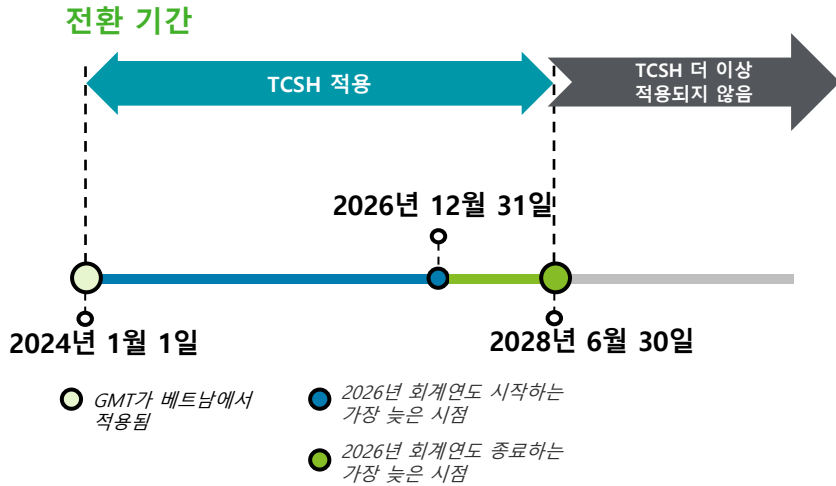 전환 기간
TCSH 적용
TCSH 더 이상
적용되지 않음
2026년 12월 31일
2024년 1월 1일
2028년 6월 30일
GMT가 베트남에서
적용됨
2026년 회계연도 시작하는
가장 늦은 시점
2026년 회계연도 종료하는
가장 늦은 시점